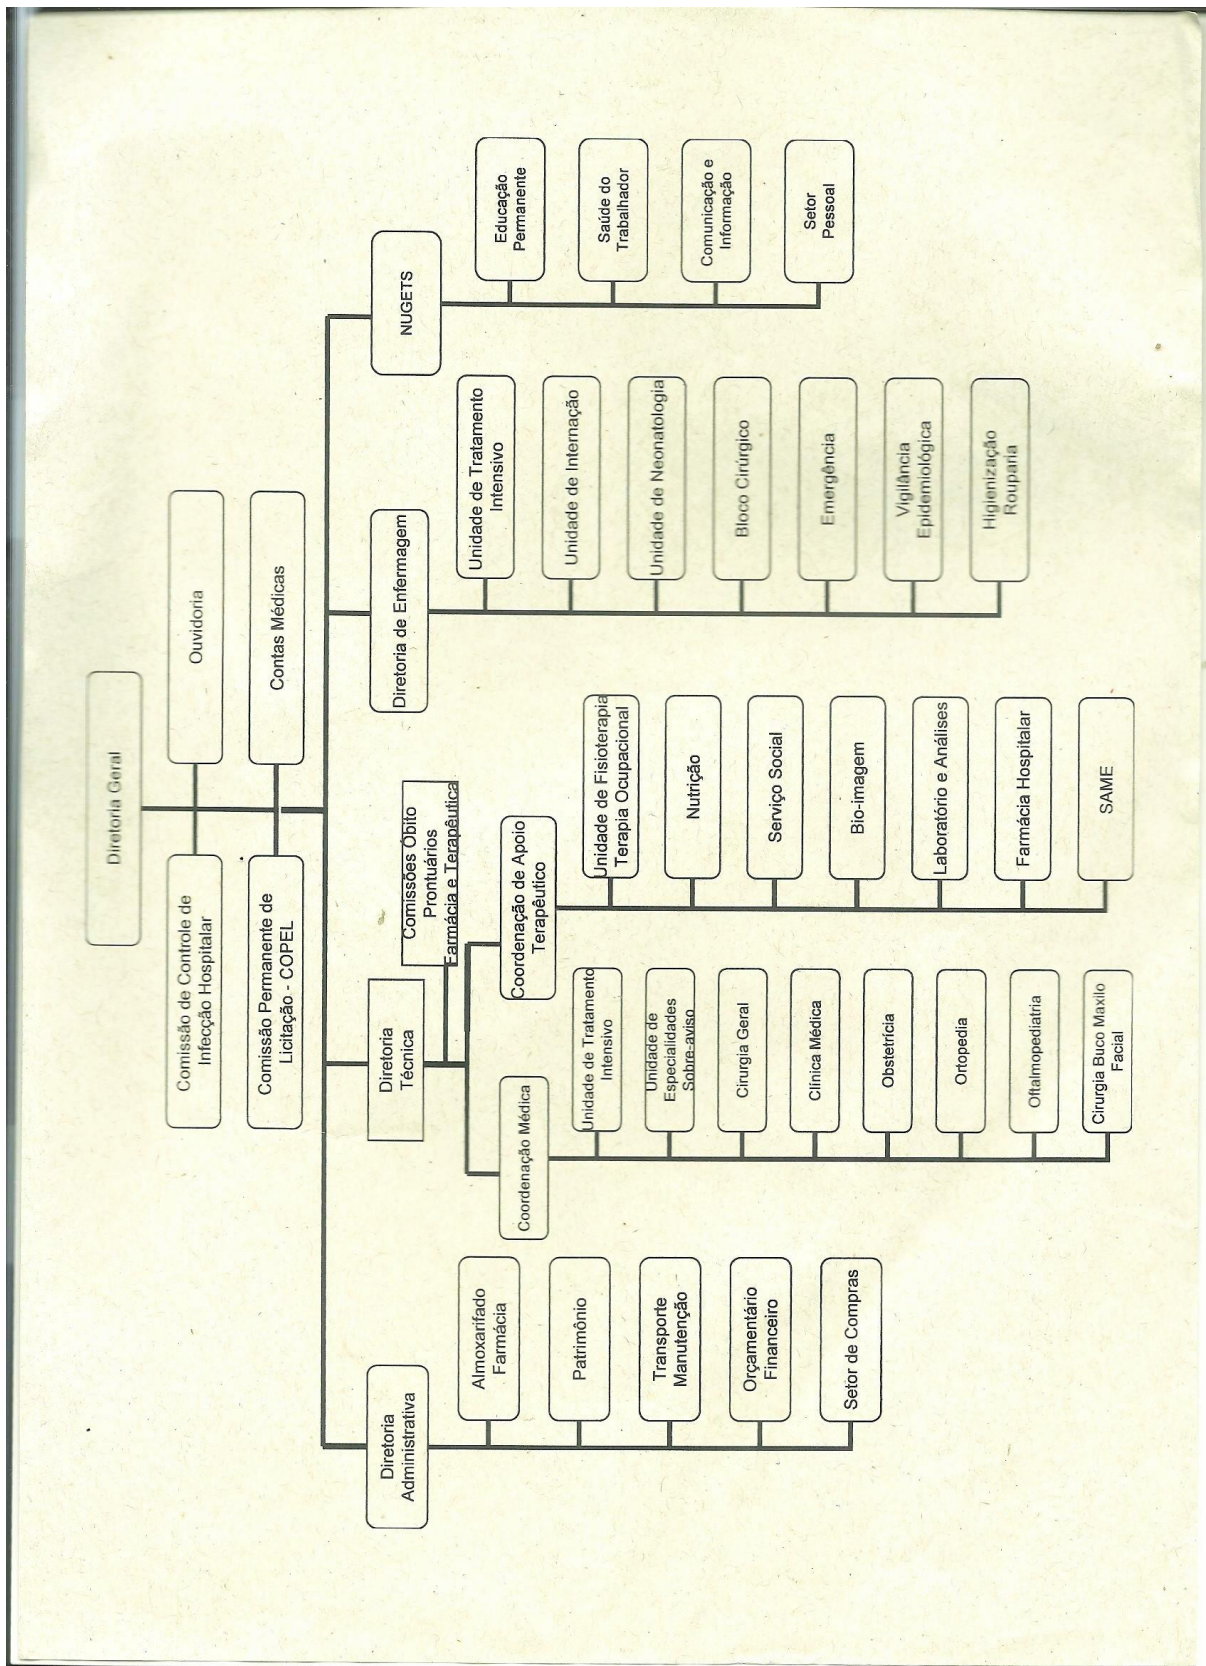 Diretoria Geral
Comissão de Controle de
Infecção Hospitalar
Ouvidoria
Comissão Permanente de
Licitação - COPEL
Contas Médicas
Diretoria
Administrativa
Almoxarifado
Farmácia
Patrimônio
Transporte
Manutenção
Orçamentário
Financeiro
Setor de Compras
Diretoria
Técnica
Comissões Óbito
Prontuários
Farmácia e Terapêutica
Coordenação Médica
Unidade de Tratamento
Intensivo
Unidade de
Especialidades
Sobre-aviso
Cirurgia Geral
Clínica Médica
Obstetrícia
Ortopedia
Oftalmopediatria
Cirurgia Buco Maxilo
Facial
Coordenação de Apoio
Terapêutico
Unidade de Fisioterapia
Terapia Ocupacional
Nutrição
Serviço Social
Bio-imagem
Laboratório e Análises
Farmácia Hospitalar
SAME
Diretoria de Enfermagem
Unidade de Tratamento
Intensivo
Unidade de Internação
Unidade de Neonatologia
Bloco Cirúrgico
Emergência
Vigilância
Epidemiológica
Higienização
Rouparia
NUGETS
Educação
Permanente
Saúde do
Trabalhador
Comunicação e
Informação
Setor
Pessoal